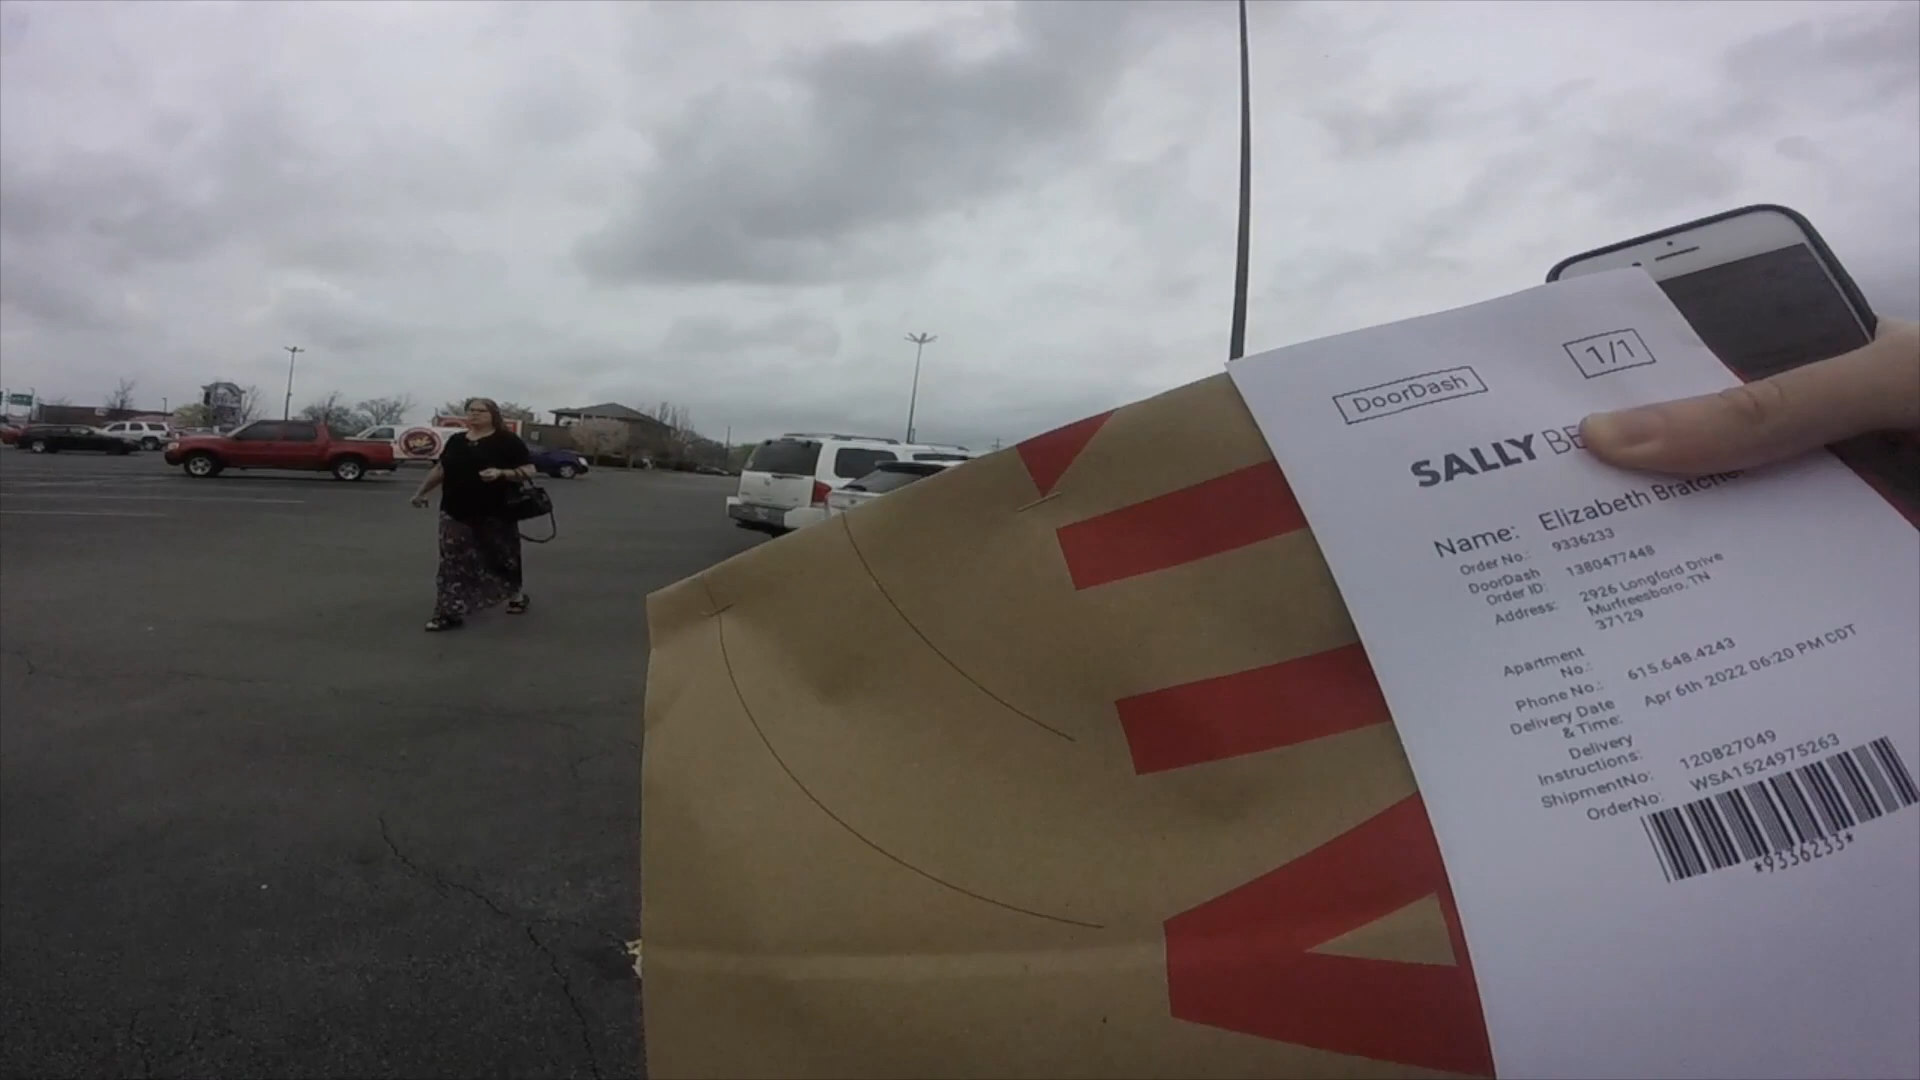 DoorDash
1/1
SALLY
Name: Elizabeth
Order No.: 9336233
DoorDash Order ID: 1380477448
Address: 2926 Longford Drive
Murfreesboro, TN
37129
Apartment No.:
Phone No.: 615.648.4243
Delivery Date & Time: Apr 6th 2022 06:20 PM CDT
Delivery Instructions:
ShipmentNo: 120827049
OrderNo: WSA1524975263
*9336233*